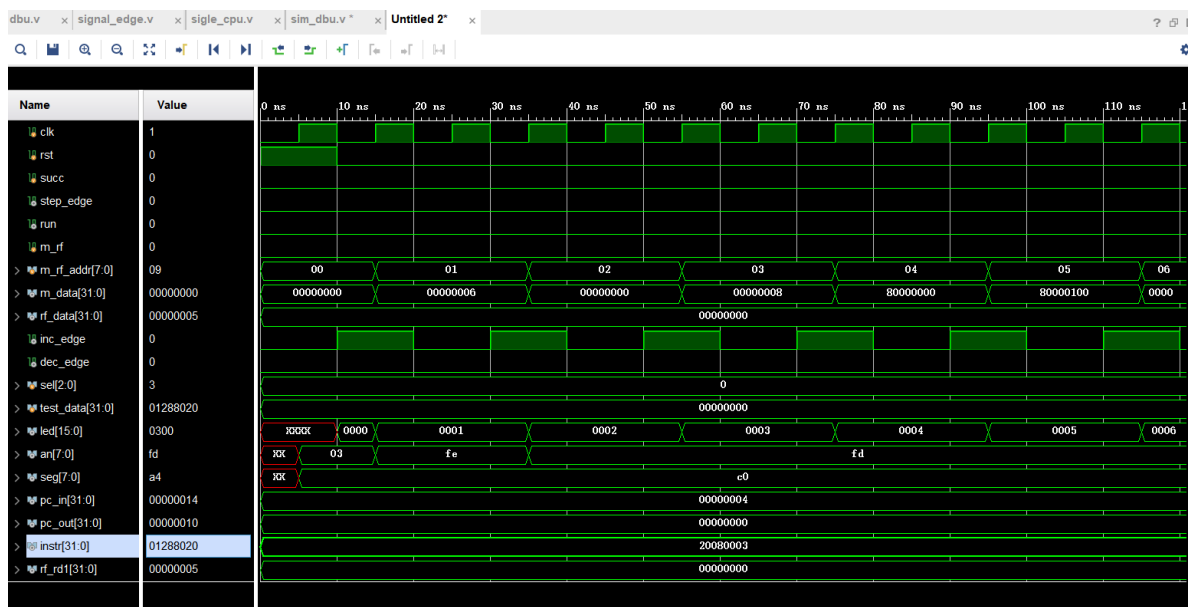 dbu.v × signal_edge.v × sigle_cpu.v × sim_dbu.v * × Untitled 2* × ?
Name Value 0 ns 10 ns 20 ns 30 ns 40 ns 50 ns 60 ns 70 ns 80 ns 90 ns 100 ns 110 ns 1
clk 1
rst 0
succ 0
step_edge 0
run 0
m_rf 0
m_rf_addr[7:0] 09 00 01 02 03 04 05 06
m_data[31:0] 00000000 00000000 00000006 00000000 00000008 80000000 80000100 0000
rf_data[31:0] 00000005 00000000
inc_edge 0
dec_edge 0
sel[2:0] 3 0
test_data[31:0] 01288020 00000000
led[15:0] 0300 XXXX 0000 0001 0002 0003 0004 0005 0006
an[7:0] fd XX 03 fe fd
seg[7:0] a4 XX c0
pc_in[31:0] 00000014 00000004
pc_out[31:0] 00000010 00000000
instr[31:0] 01288020 20080003
rf_rd1[31:0] 00000005 00000000